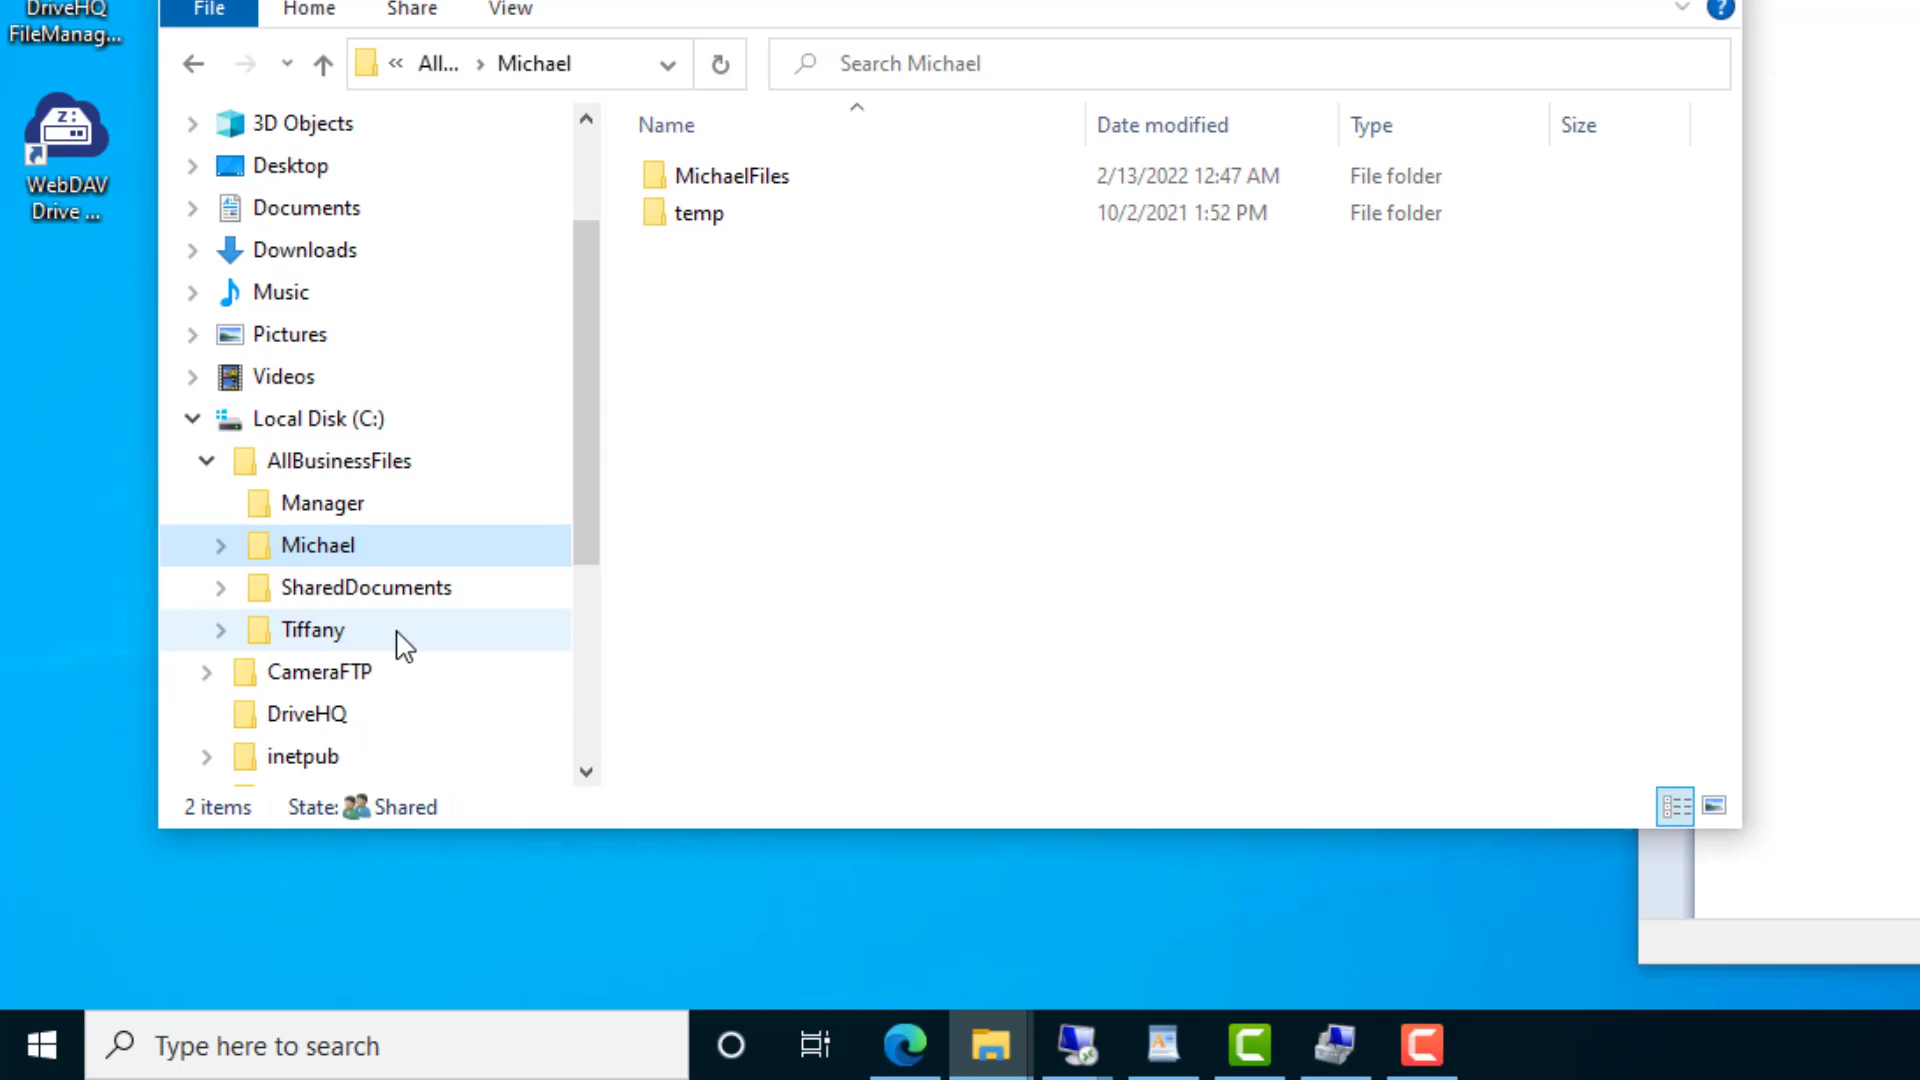 DriveHQ
FileManag...
Z:
WebDAV
Drive ...
File Home Share View
« All... › Michael
Search Michael
Name Date modified Type Size
MichaelFiles 2/13/2022 12:47 AM File folder
temp 10/2/2021 1:52 PM File folder
3D Objects
Desktop
Documents
Downloads
Music
Pictures
Videos
Local Disk (C:)
AllBusinessFiles
Manager
Michael
SharedDocuments
Tiffany
CameraFTP
DriveHQ
inetpub
2 items State: Shared
Type here to search